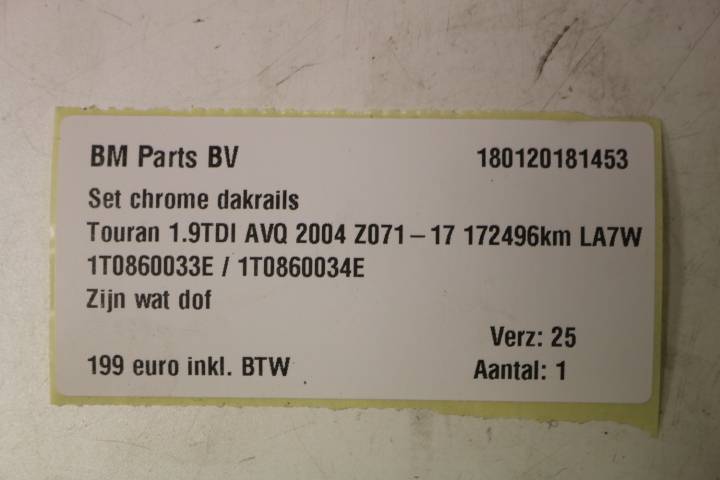 BM Parts BV 180120181453
Set chrome dakrails
Touran 1.9TDI AVQ 2004 Z071-17 172496km LA7W
1T0860033E / 1T0860034E
Zijn wat dof
Verz: 25
199 euro inkl. BTW Aantal: 1